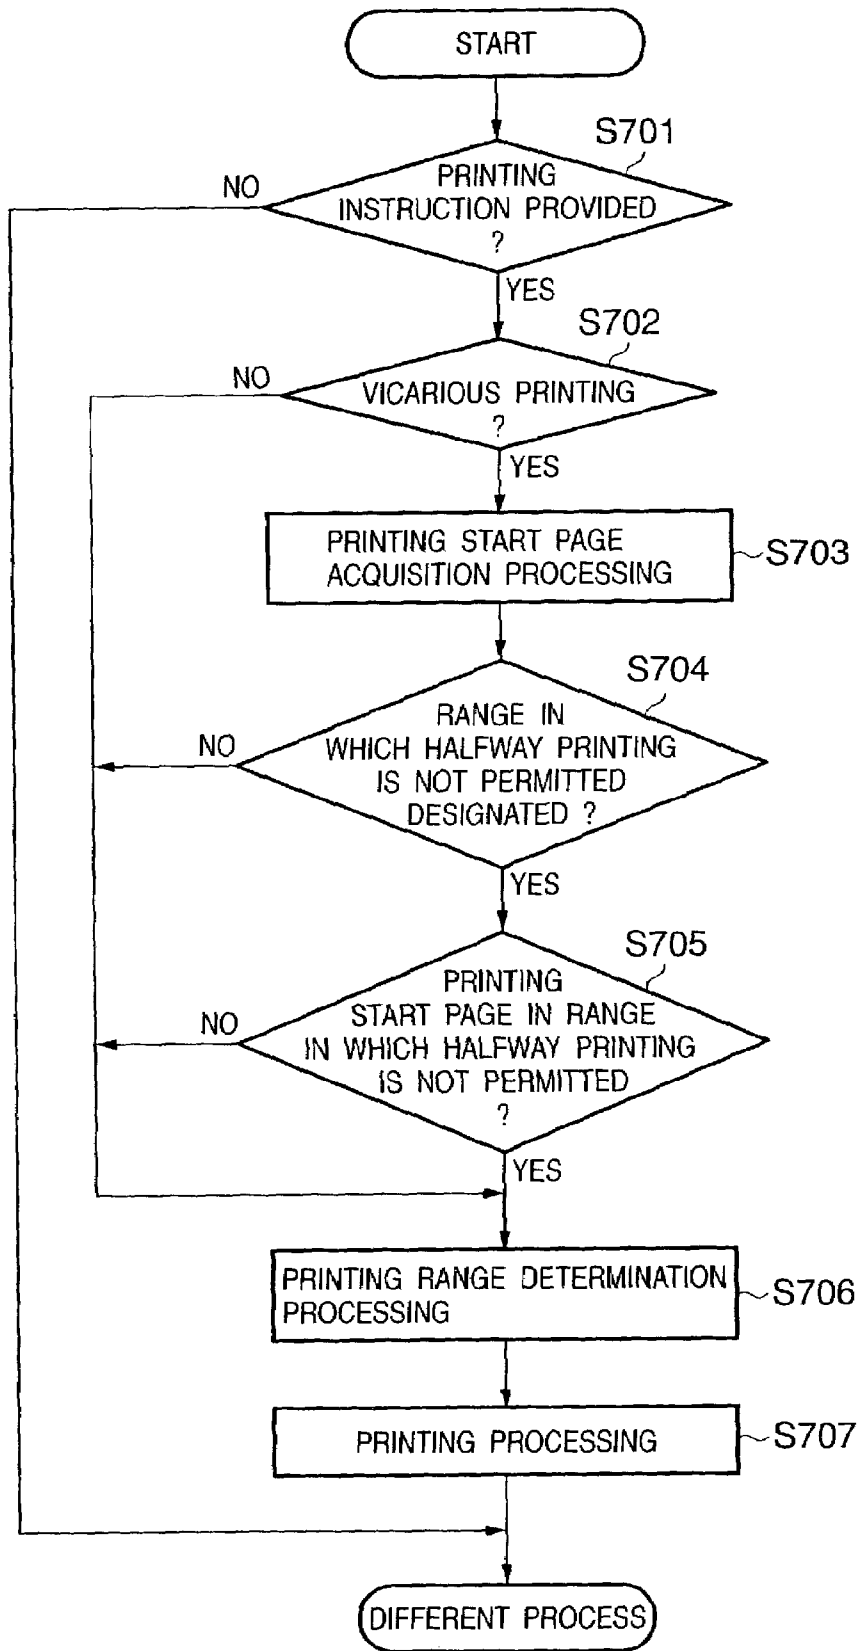 START
S701
PRINTING
INSTRUCTION PROVIDED
?
NO
YES
S702
VICARIOUS PRINTING
?
NO
YES
PRINTING START PAGE
ACQUISITION PROCESSING
S703
S704
RANGE IN
WHICH HALFWAY PRINTING
IS NOT PERMITTED
DESIGNATED ?
NO
YES
S705
PRINTING
START PAGE IN RANGE
IN WHICH HALFWAY PRINTING
IS NOT PERMITTED
?
NO
YES
PRINTING RANGE DETERMINATION
PROCESSING
S706
PRINTING PROCESSING
S707
DIFFERENT PROCESS